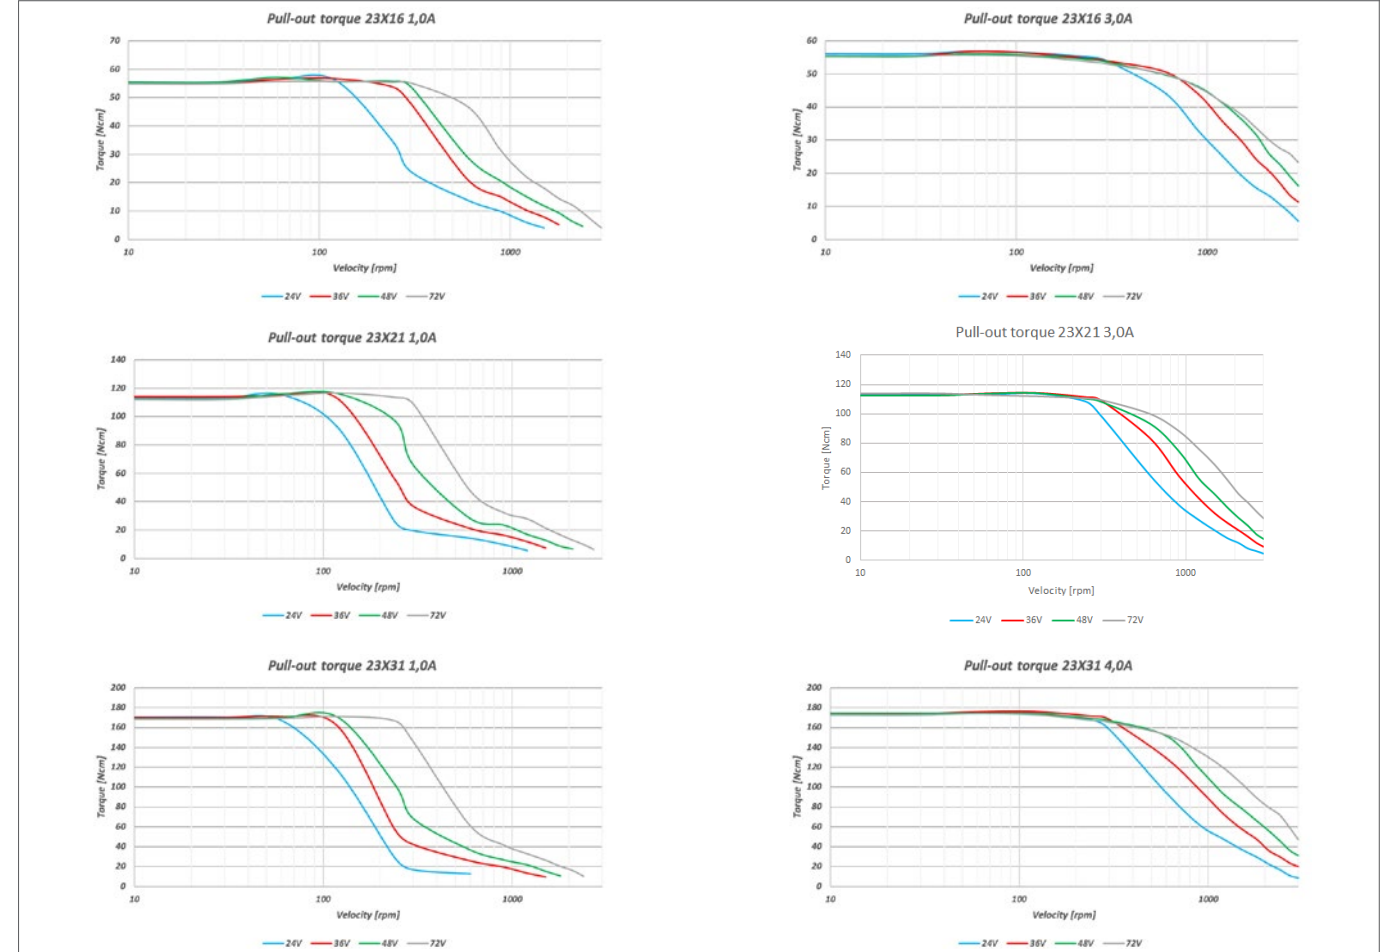 Pull-out torque 23X16 1,0A
Torque [Ncm]
70
60
50
40
30
20
10
0
10 100 1000
Velocity [rpm]
24V 36V 48V 72V
Pull-out torque 23X16 3,0A
Torque [Ncm]
60
50
40
30
20
10
0
10 100 1000
Velocity [rpm]
24V 36V 48V 72V
Pull-out torque 23X21 1,0A
Torque [Ncm]
140
120
100
80
60
40
20
0
10 100 1000
Velocity [rpm]
24V 36V 48V 72V
Pull-out torque 23X21 3,0A
Torque [Ncm]
140
120
100
80
60
40
20
0
10 100 1000
Velocity [rpm]
24V 36V 48V 72V
Pull-out torque 23X31 1,0A
Torque [Ncm]
200
180
160
140
120
100
80
60
40
20
0
10 100 1000
Velocity [rpm]
24V 36V 48V 72V
Pull-out torque 23X31 4,0A
Torque [Ncm]
200
180
160
140
120
100
80
60
40
20
0
10 100 1000
Velocity [rpm]
24V 36V 48V 72V